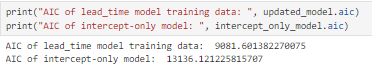 print("AIC of lead_time model training data: ", updated_model.aic)
print("AIC of intercept-only model: ", intercept_only_model.aic)
AIC of lead_time model training data:  9081.601382270075
AIC of intercept-only model:  13136.121225815707